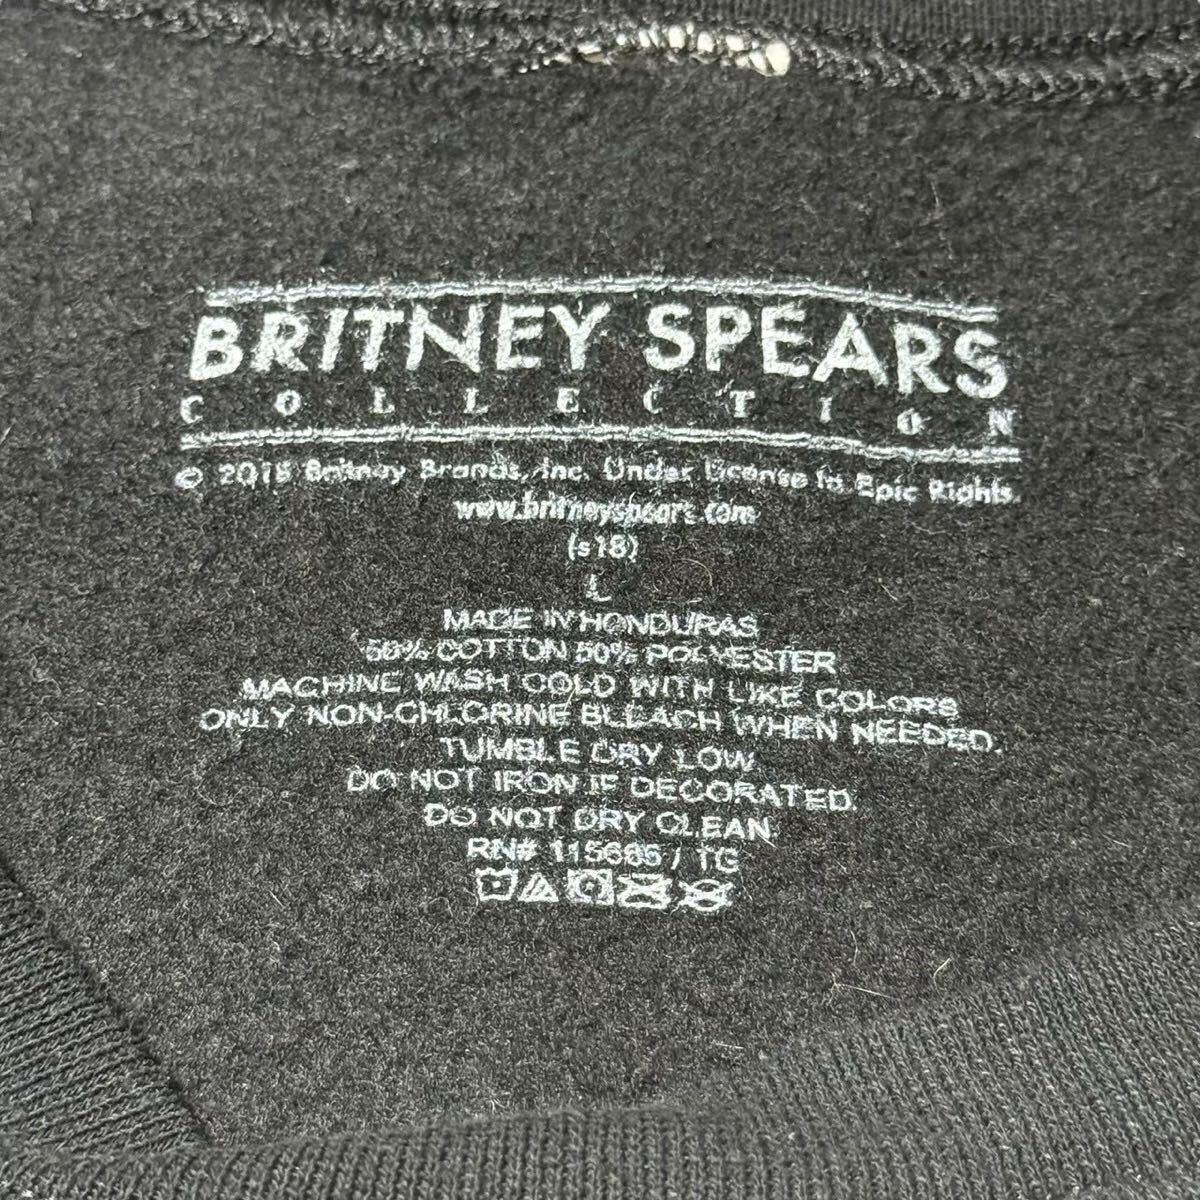 BRITNEY SPEARS
COLLECTION
© 2018 Britney Brands, Inc. Under License to Epic Rights.
www.britneyspears.com
(s18)
L
MADE IN HONDURAS
50% COTTON 50% POLYESTER
MACHINE WASH COLD WITH LIKE COLORS
ONLY NON-CHLORINE BLEACH WHEN NEEDED.
TUMBLE DRY LOW.
DO NOT IRON IF DECORATED.
DO NOT DRY CLEAN.
RN# 115685 / TG